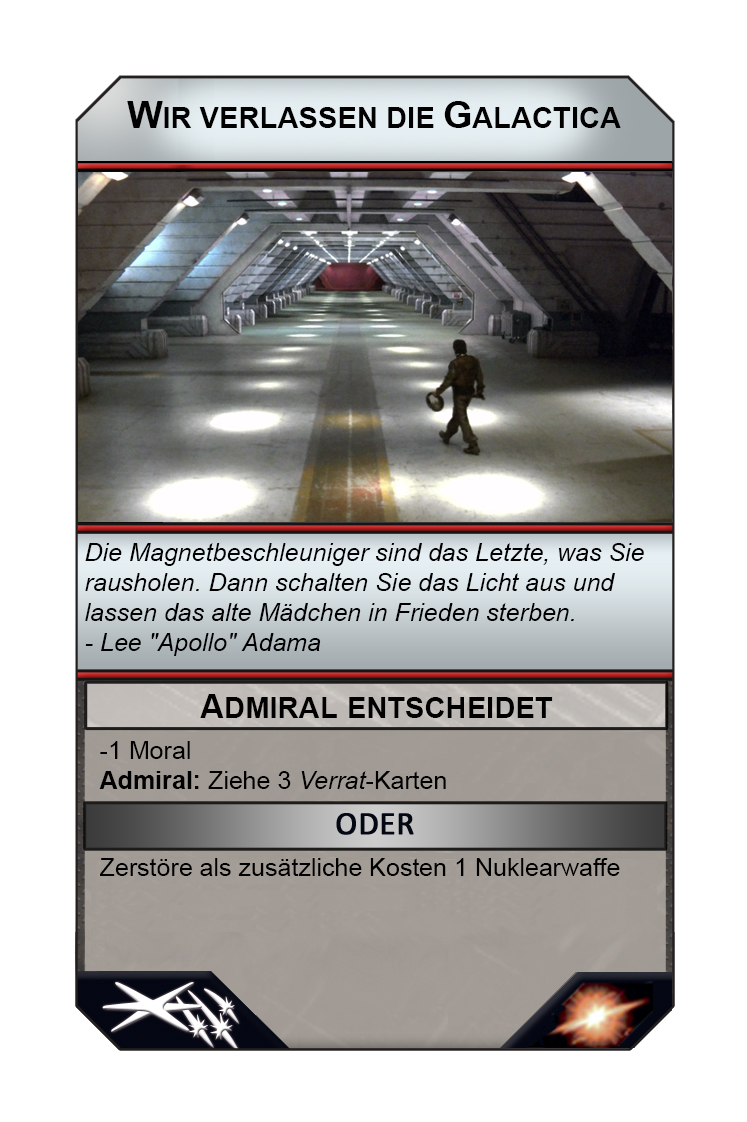 Wir verlassen die Galactica
Die Magnetbeschleuniger sind das Letzte, was Sie
rausholen. Dann schalten Sie das Licht aus und
lassen das alte Mädchen in Frieden sterben.
- Lee "Apollo" Adama
Admiral entscheidet
-1 Moral
Admiral: Ziehe 3 Verrat-Karten
ODER
Zerstöre als zusätzliche Kosten 1 Nuklearwaffe